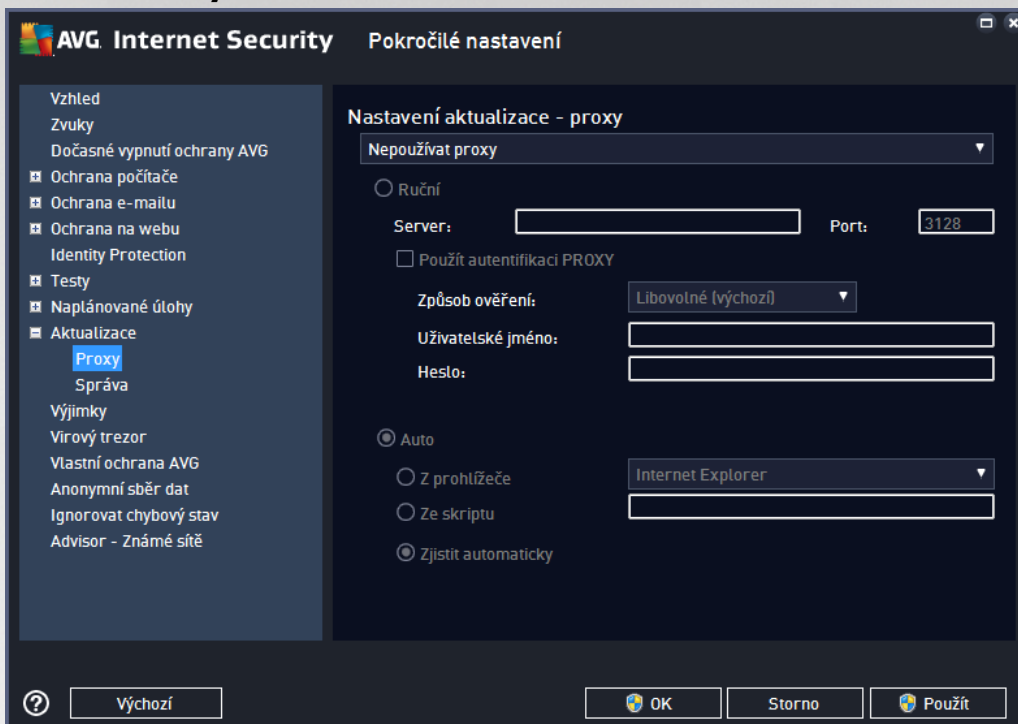 AVG. Internet Security Pokročilé nastavení
Vzhled
Zvuky
Dočasné vypnutí ochrany AVG
Ochrana počítače
Ochrana e-mailu
Ochrana na webu
Identity Protection
Testy
Naplánované úlohy
Aktualizace
Proxy
Správa
Výjimky
Virový trezor
Vlastní ochrana AVG
Anonymní sběr dat
Ignorovat chybový stav
Advisor - Známé sítě
Nastavení aktualizace - proxy
Nepoužívat proxy
Ruční
Server: Port: 3128
Použít autentifikaci PROXY
Způsob ověření: Libovolné (výchozí)
Uživatelské jméno:
Heslo:
Auto
Z prohlížeče Internet Explorer
Ze skriptu
Zjistit automaticky
? Výchozí OK Storno Použít